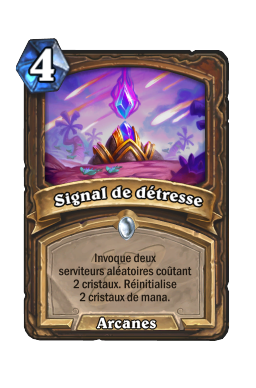 4
Signal de détresse
Invoque deux
serviteurs aléatoires coûtant
2 cristaux. Réinitialise
2 cristaux de mana.
Arcanes